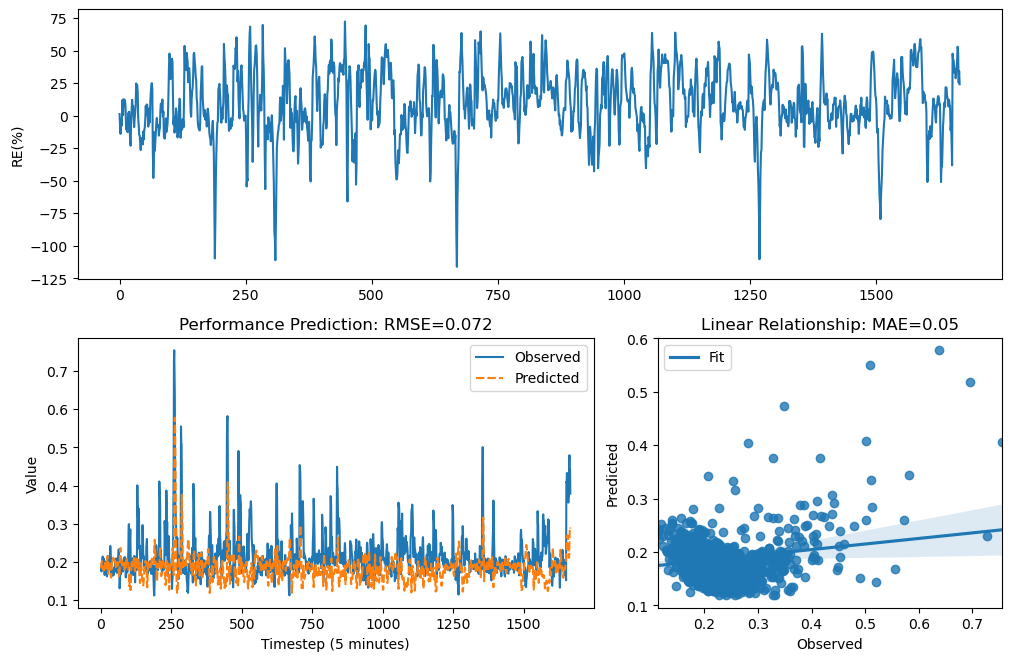 RE(%)
75
50
25
0
−25
−50
−75
−100
−125
0 250 500 750 1000 1250 1500
Performance Prediction: RMSE=0.072
Value
0.7
0.6
0.5
0.4
0.3
0.2
0.1
Observed
Predicted
0 250 500 750 1000 1250 1500
Timestep (5 minutes)
Linear Relationship: MAE=0.05
Predicted
0.6
0.5
0.4
0.3
0.2
0.1
Fit
0.2 0.3 0.4 0.5 0.6 0.7
Observed